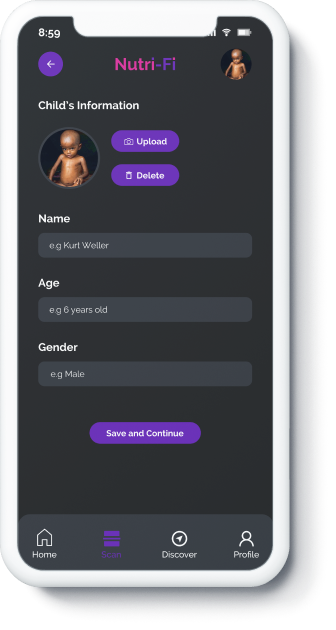 8:59
Nutri-Fi
Child's Information
Upload
Delete
Name
e.g Kurt Weller
Age
e.g 6 years old
Gender
e.g Male
Save and Continue
Home Scan Discover Profile